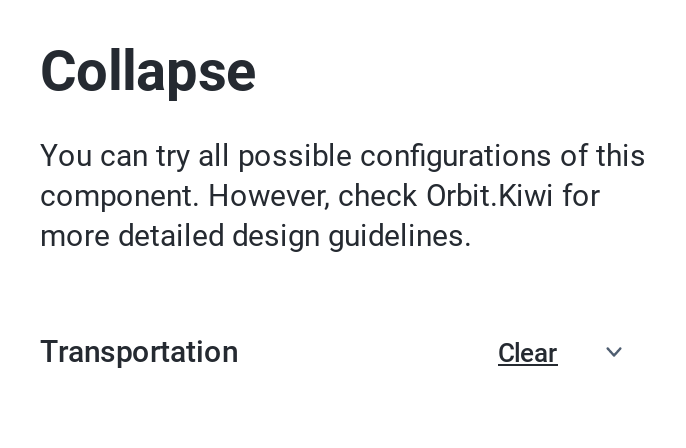 Collapse
You can try all possible configurations of this
component. However, check Orbit.Kiwi for
more detailed design guidelines.
Transportation Clear